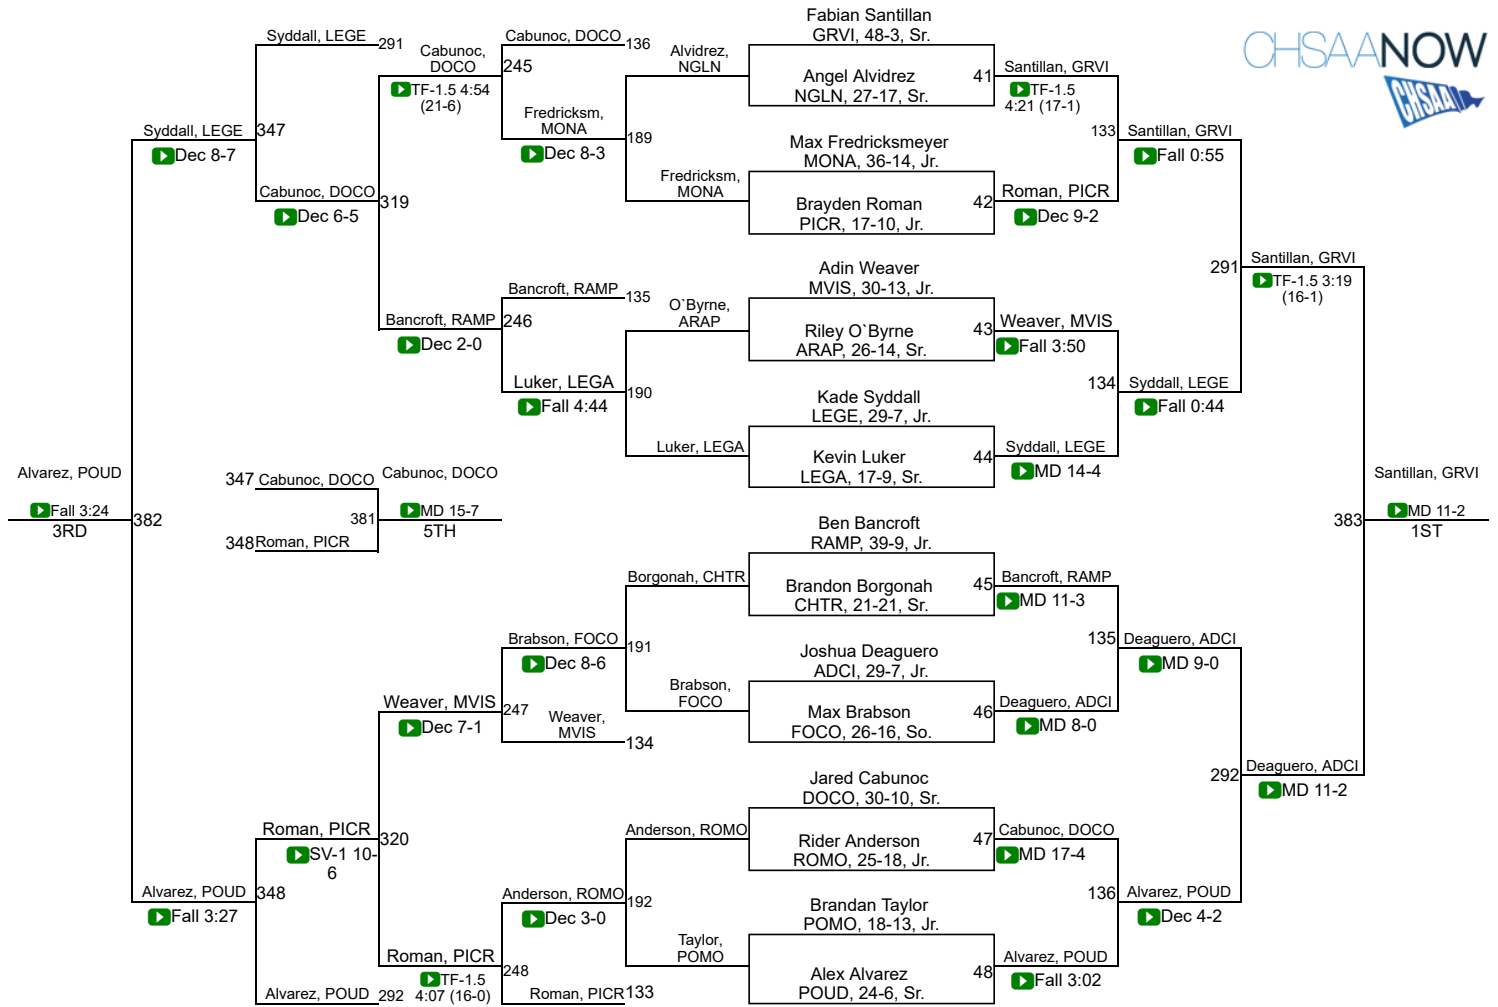 CHSAANOW
CHSAA
Fabian Santillan
GRVI, 48-3, Sr.
Angel Alvidrez
NGLN, 27-17, Sr.
41
Max Fredricksmeyer
MONA, 36-14, Jr.
Brayden Roman
PICR, 17-10, Jr.
42
Adin Weaver
MVIS, 30-13, Jr.
Riley O`Byrne
ARAP, 26-14, Sr.
43
Kade Syddall
LEGE, 29-7, Jr.
Kevin Luker
LEGA, 17-9, Sr.
44
Ben Bancroft
RAMP, 39-9, Jr.
Brandon Borgonah
CHTR, 21-21, Sr.
45
Joshua Deaguero
ADCI, 29-7, Jr.
Max Brabson
FOCO, 26-16, So.
46
Jared Cabunoc
DOCO, 30-10, Sr.
Rider Anderson
ROMO, 25-18, Jr.
47
Brandan Taylor
POMO, 18-13, Jr.
Alex Alvarez
POUD, 24-6, Sr.
48
Santillan, GRVI
TF-1.5
4:21 (17-1)
133
Roman, PICR
Dec 9-2
Weaver, MVIS
Fall 3:50
134
Syddall, LEGE
MD 14-4
Bancroft, RAMP
MD 11-3
135
Deaguero, ADCI
MD 8-0
Cabunoc, DOCO
MD 17-4
136
Alvarez, POUD
Fall 3:02
Santillan, GRVI
Fall 0:55
291
Syddall, LEGE
Fall 0:44
Deaguero, ADCI
MD 9-0
292
Alvarez, POUD
Dec 4-2
Santillan, GRVI
TF-1.5 3:19
(16-1)
383
Deaguero, ADCI
MD 11-2
Santillan, GRVI
MD 11-2
1ST
Alvidrez,
NGLN
189
Fredricksm,
MONA
O`Byrne,
ARAP
190
Luker, LEGA
Borgonah, CHTR
191
Brabson,
FOCO
Anderson, ROMO
192
Taylor,
POMO
Cabunoc, DOCO
136
245
Fredricksm,
MONA
Dec 8-3
Bancroft, RAMP
135
246
Luker, LEGA
Fall 4:44
Brabson, FOCO
Dec 8-6
247
Weaver,
MVIS
134
Anderson, ROMO
Dec 3-0
248
Roman, PICR
133
Cabunoc,
DOCO
TF-1.5 4:54
(21-6)
319
Bancroft, RAMP
Dec 2-0
Weaver, MVIS
Dec 7-1
320
Roman, PICR
TF-1.5
4:07 (16-0)
Syddall, LEGE
291
347
Cabunoc, DOCO
Dec 6-5
Roman, PICR
SV-1 10-
6
348
Alvarez, POUD
292
Syddall, LEGE
Dec 8-7
382
Alvarez, POUD
Fall 3:27
Alvarez, POUD
Fall 3:24
3RD
347
Cabunoc, DOCO
381
348
Roman, PICR
Cabunoc, DOCO
MD 15-7
5TH